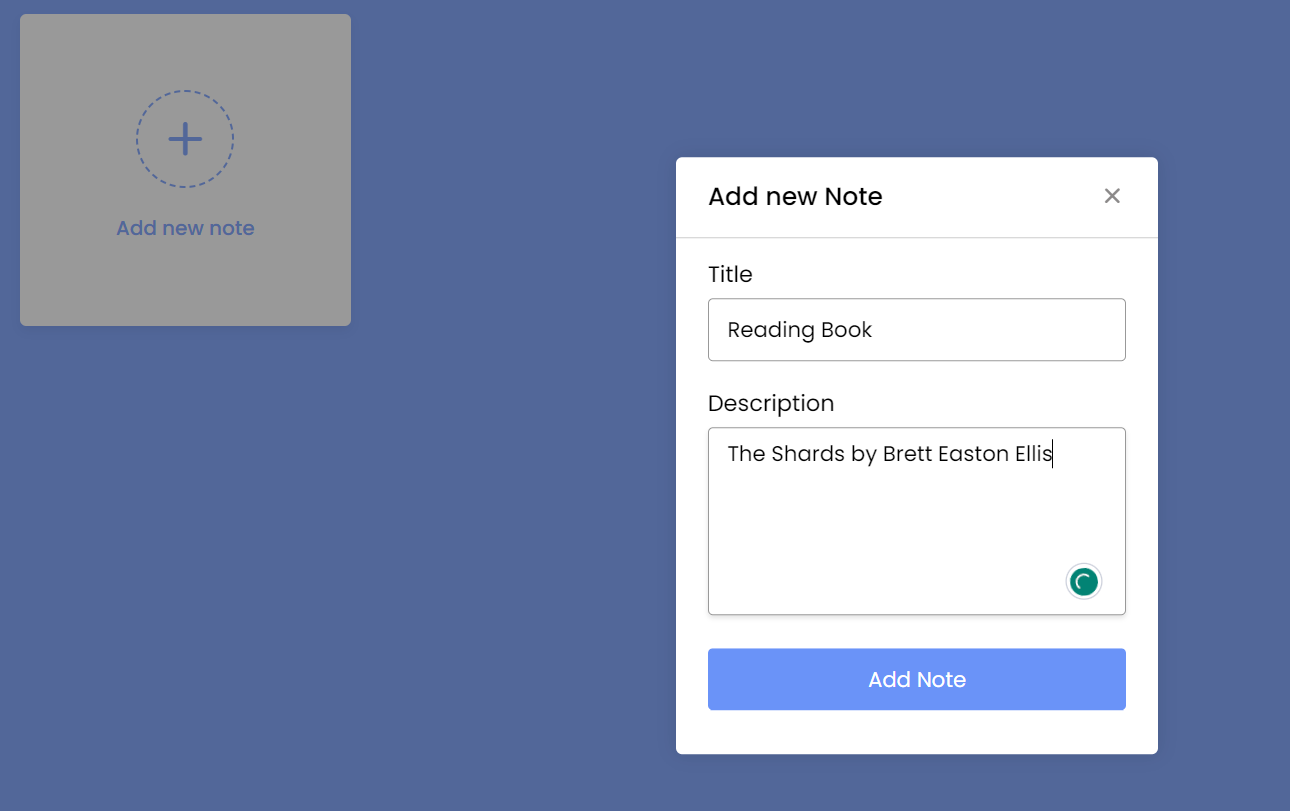 Add new note
Add new Note
Title
Reading Book
Description
The Shards by Brett Easton Ellis
Add Note